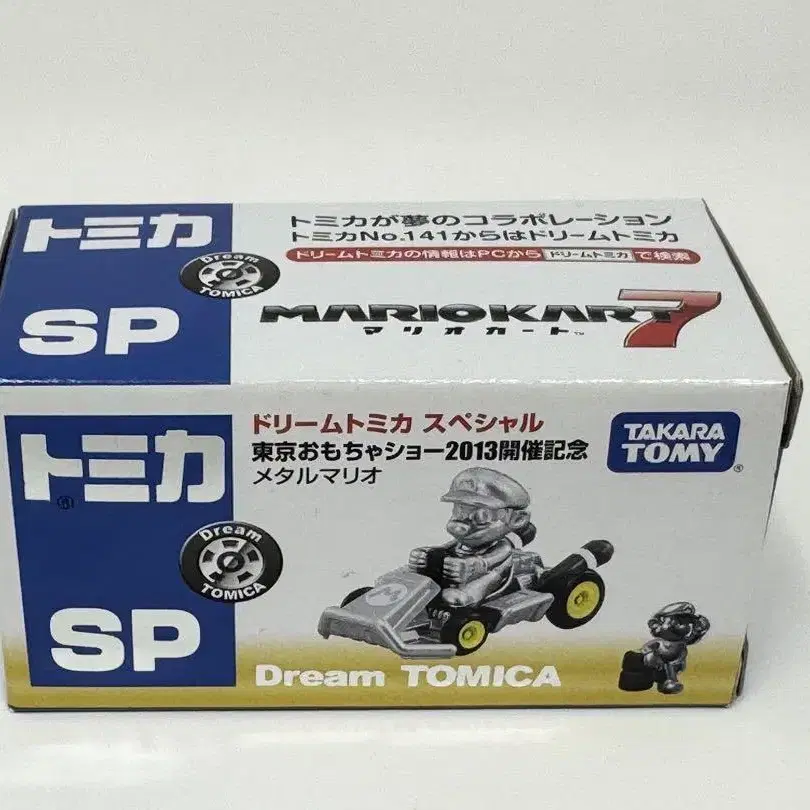 トミカ
Dream
TOMICA
SP
トミカが夢のコラボレーション
トミカNo.141からはドリームトミカ
ドリームトミカの情報はPCから ドリームトミカ で検索
MARIOKART 7
マリオカート™
トミカ®
Dream
TOMICA
SP
ドリームトミカ スペシャル
東京おもちゃショー2013開催記念
メタルマリオ
TAKARA
TOMY®
M
Dream TOMICA